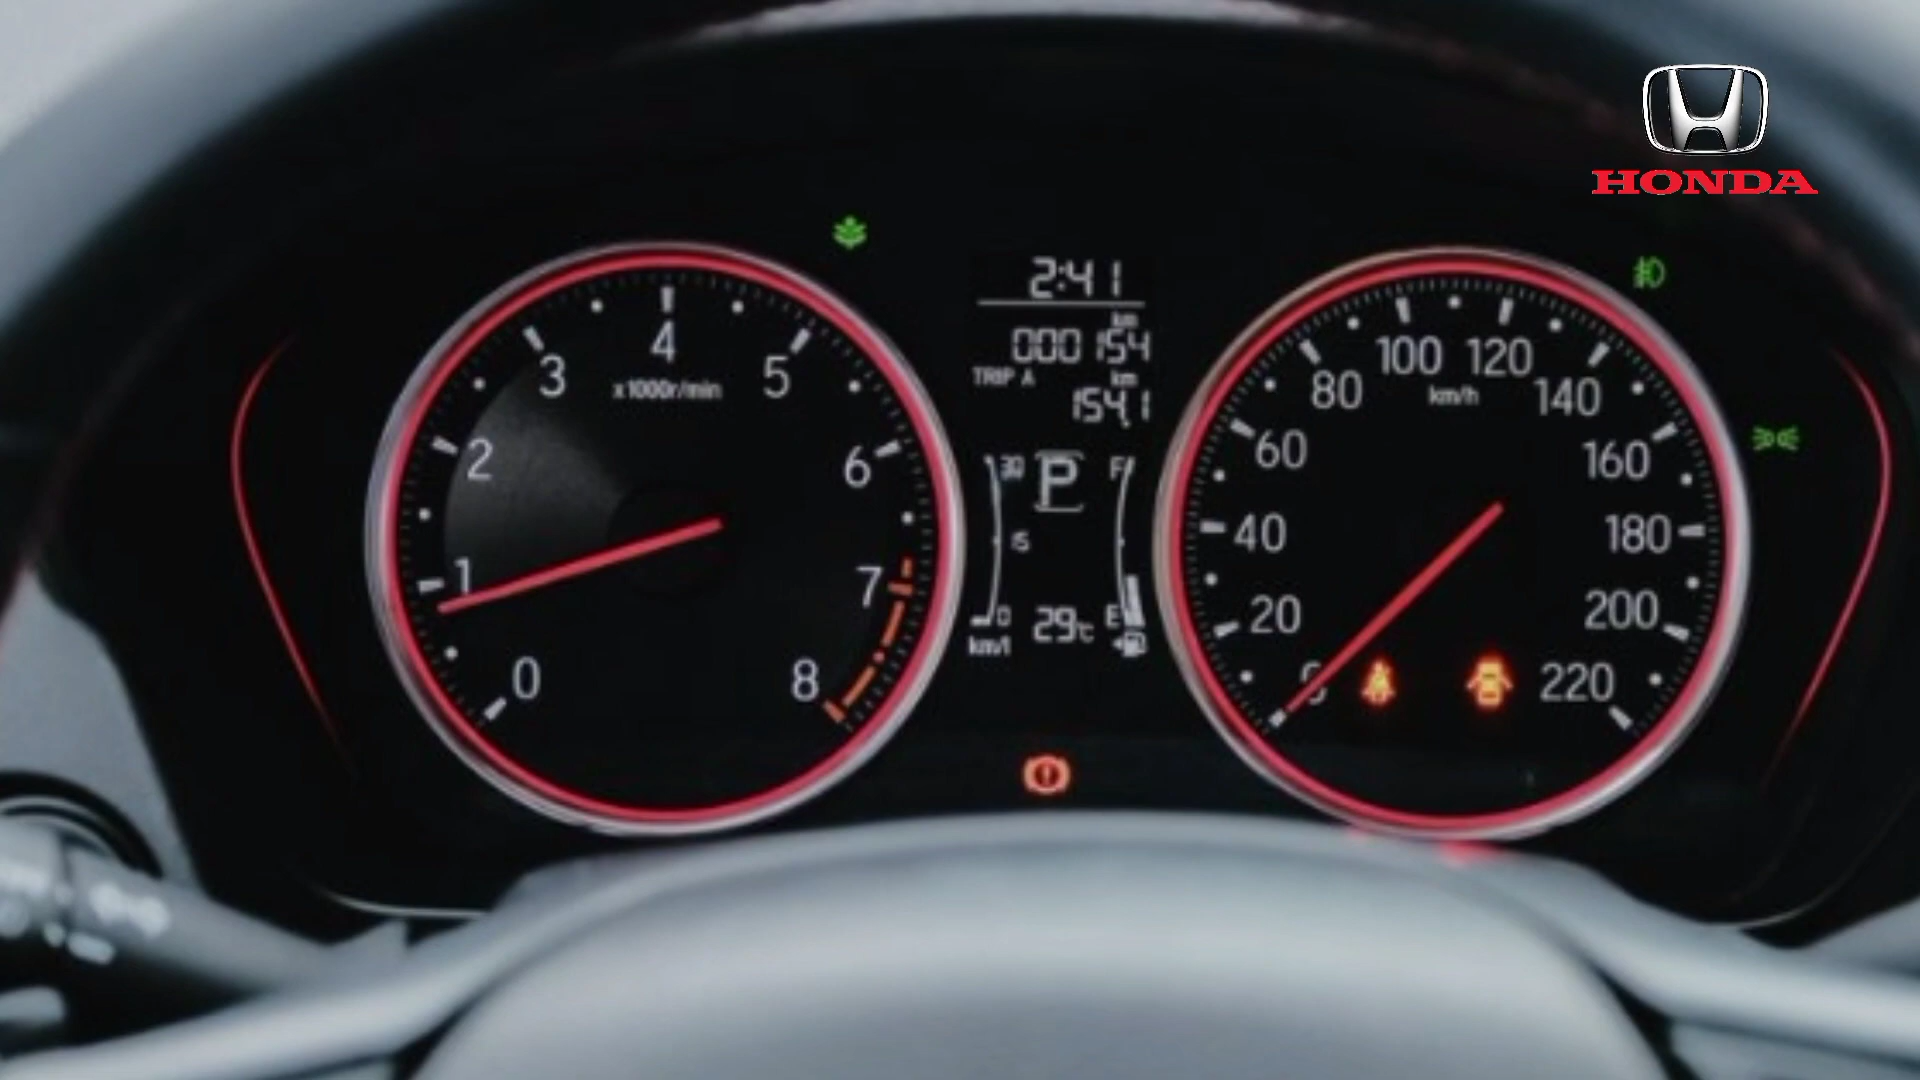 HONDA
2:41
km
000154
TRIP A km
154.1
0 1 2 3 4 5 6 7 8
x1000r/min
30 P F
15
0 29℃ E
km/l
0 20 40 60 80 100 120 140 160 180 200 220
km/h